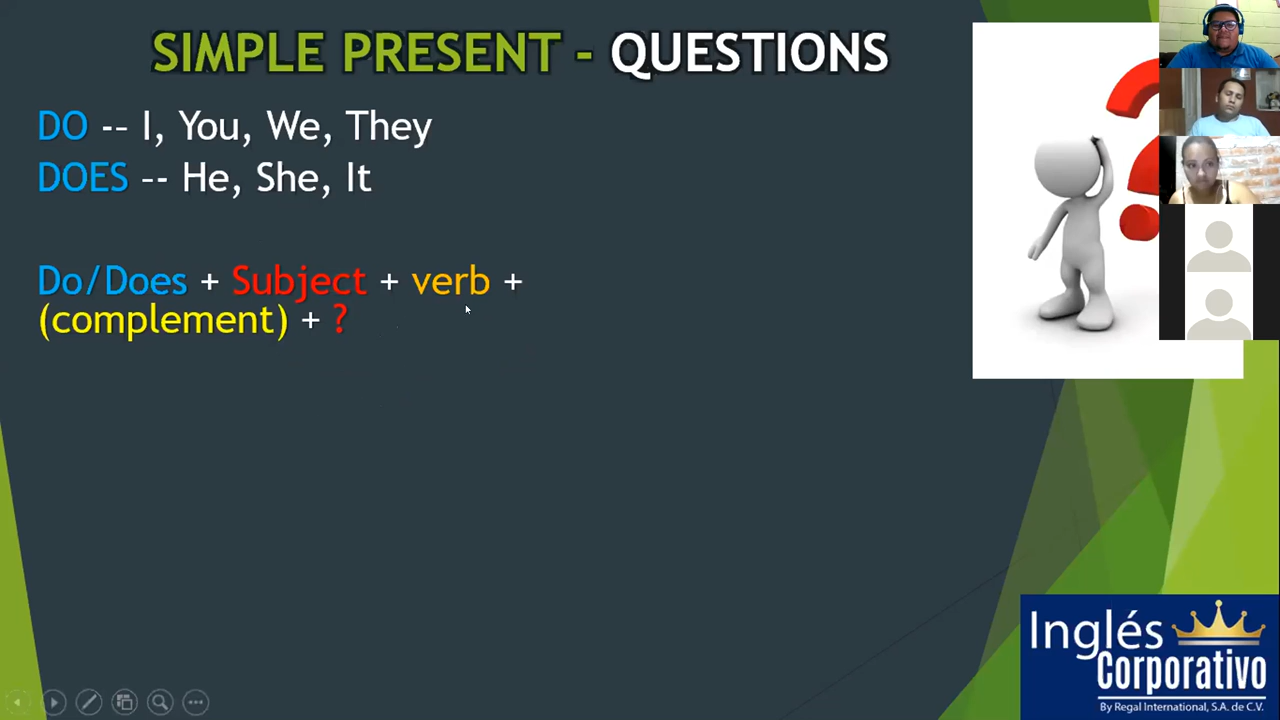 SIMPLE PRESENT - QUESTIONS
DO -- I, You, We, They
DOES -- He, She, It
Do/Does + Subject + verb +
(complement) + ?
Inglés
Corporativo
By Regal International, S.A. de C.V.